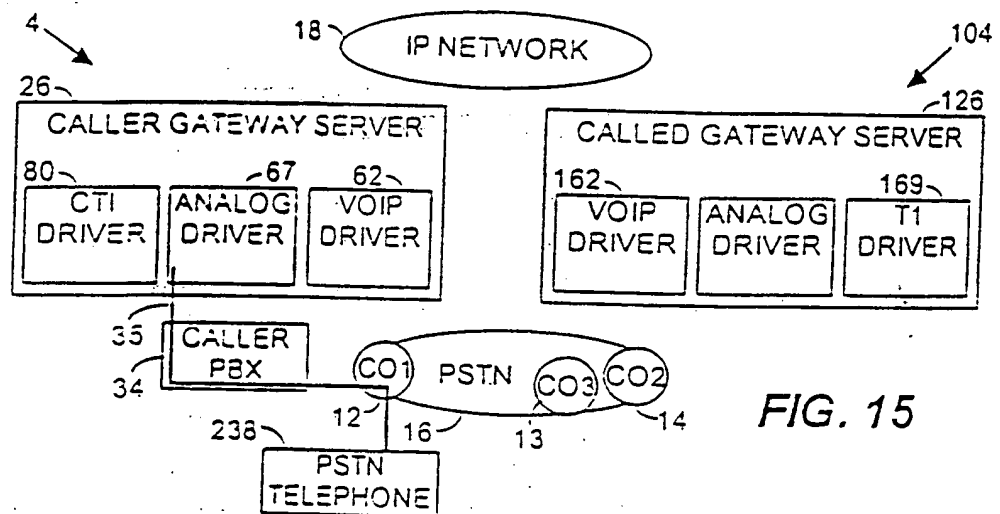 4
18
IP NETWORK
104
26
CALLER GATEWAY SERVER
80
CTI
DRIVER
67
ANALOG
DRIVER
62
VOIP
DRIVER
126
CALLED GATEWAY SERVER
162
VOIP
DRIVER
ANALOG
DRIVER
169
T1
DRIVER
35
34
CALLER
PBX
CO1
PSTN
CO3
CO2
12
16
13
14
238
PSTN
TELEPHONE
FIG. 15